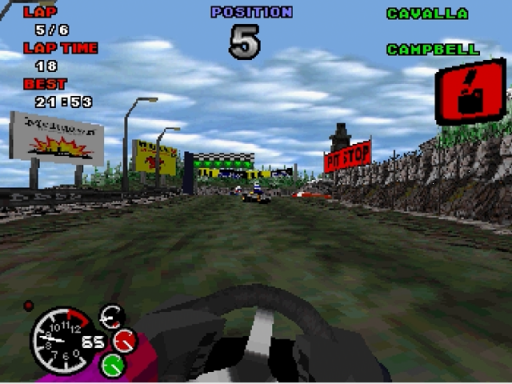 LAP
5/6
LAP TIME
18
BEST
21:53
POSITION
5
CAVALLA
CAMPBELL
PIT STOP
65